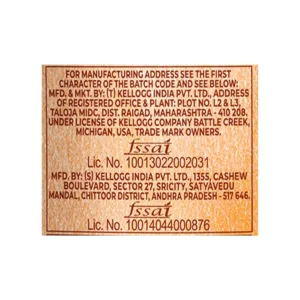 FOR MANUFACTURING ADDRESS SEE THE FIRST
CHARACTER OF THE BATCH CODE AND SEE BELOW:
MFD. & MKT. BY: (T) KELLOGG INDIA PVT. LTD., ADDRESS
OF REGISTERED OFFICE & PLANT: PLOT NO. L2 & L3,
TALOJA MIDC, DIST. RAIGAD, MAHARASHTRA - 410 208.
UNDER LICENSE OF KELLOGG COMPANY BATTLE CREEK,
MICHIGAN, USA, TRADE MARK OWNERS.
fssai
Lic. No. 10013022002031
MFD. BY: (S) KELLOGG INDIA PVT. LTD., 1355, CASHEW
BOULEVARD, SECTOR 27, SRICITY, SATYAVEDU
MANDAL, CHITTOOR DISTRICT, ANDHRA PRADESH - 517 646.
fssai
Lic. No. 10014044000876